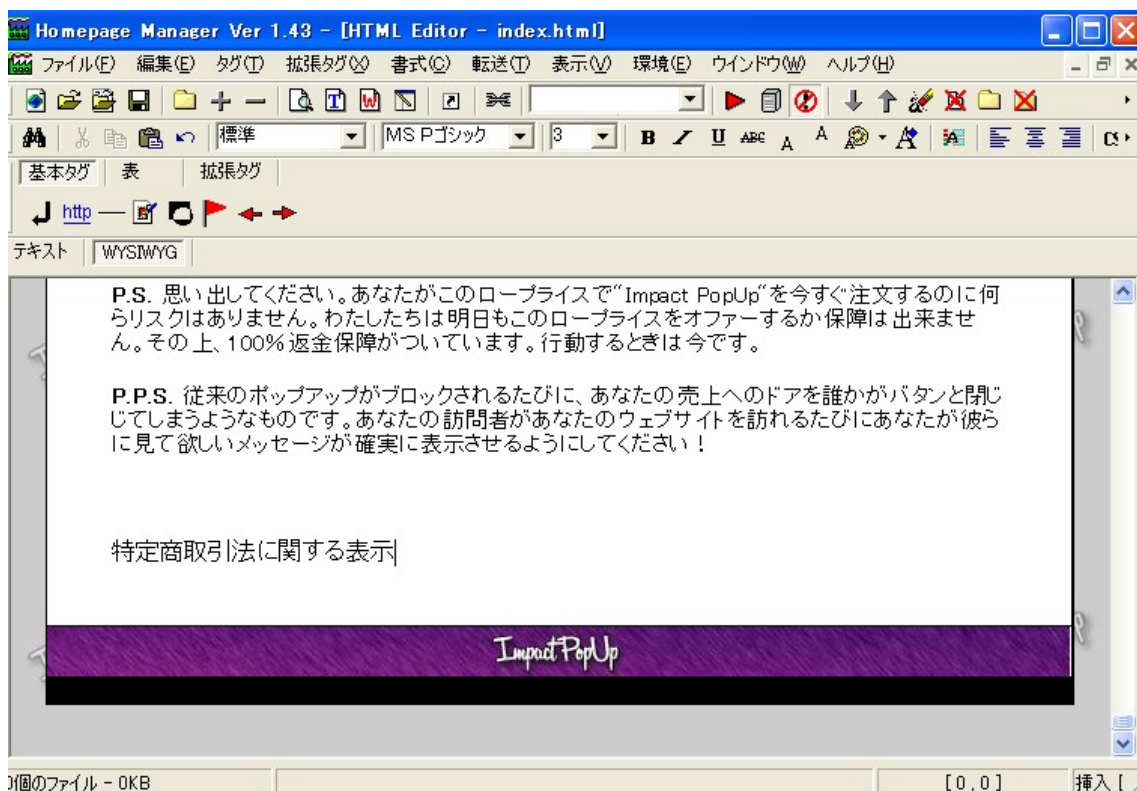 Homepage Manager Ver 1.43 - [HTML Editor - index.html]
ファイル(F) 編集(E) タグ(T) 拡張タグ(X) 書式(O) 転送(T) 表示(V) 環境(E) ウインドウ(W) ヘルプ(H)
標準 MS Pゴシック 3 B U ABC A A
基本タグ 表 拡張タグ
http
テキスト WYSIWYG
P.S. 思い出してください。あなたがこのロープライスで“Impact PopUp”を今すぐ注文するのに何
らリスクはありません。わたしたちは明日もこのロープライスをオファーするか保障は出来ませ
ん。その上、100%返金保障がついています。行動するときは今です。
P.P.S. 従来のポップアップがブロックされるたびに、あなたの売上へのドアを誰かがバタンと閉じ
じてしまうようなものです。あなたの訪問者があなたのウェブサイトを訪れるたびにあなたが彼ら
に見て欲しいメッセージが確実に表示させるようにしてください！
特定商取引法に関する表示
Impact PopUp
個のファイル - 0KB [0,0] 挿入 [